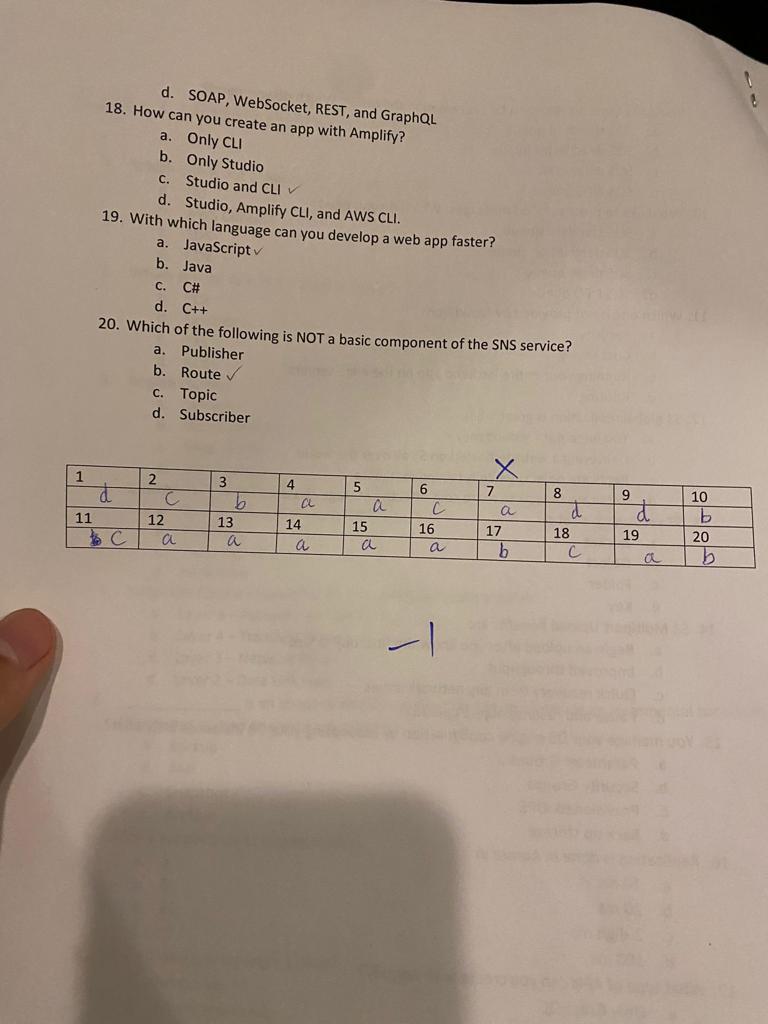 d. SOAP, WebSocket, REST, and GraphQL
18. How can you create an app with Amplify?
a. Only CLI
b. Only Studio
c. Studio and CLI ✓
d. Studio, Amplify CLI, and AWS CLI.
19. With which language can you develop a web app faster?
a. JavaScript ✓
b. Java
c. C#
d. C++
20. Which of the following is NOT a basic component of the SNS service?
a. Publisher
b. Route ✓
c. Topic
d. Subscriber
X
1 2 3 4 5 6 7 8 9 10
d c b a a c a d d b
11 12 13 14 15 16 17 18 19 20
c a a a a a b c a b
-1